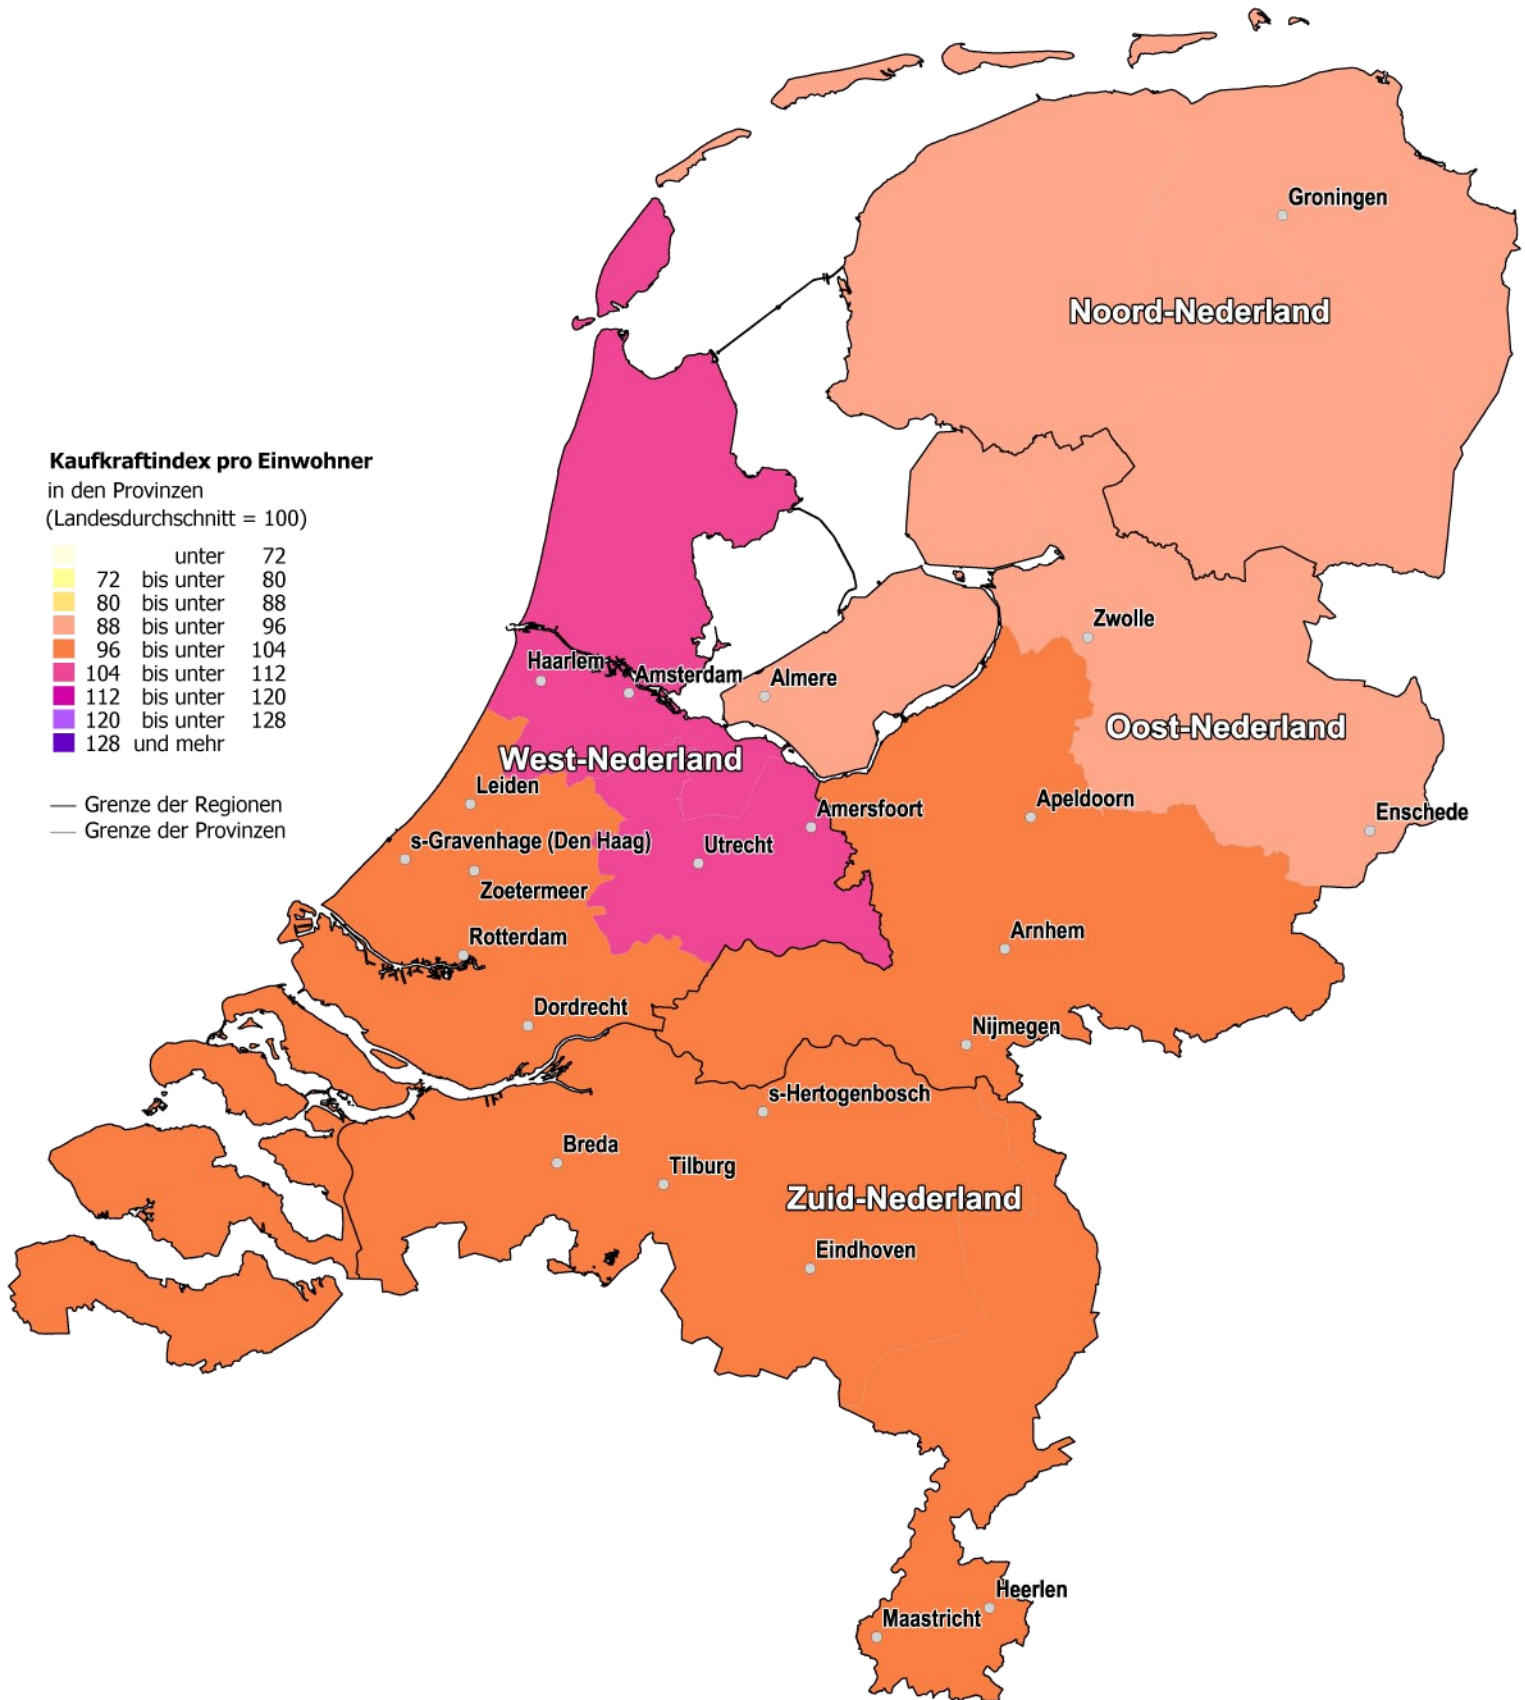 Groningen
Noord-Nederland
Kaufkraftindex pro Einwohner
in den Provinzen
(Landesdurchschnitt = 100)
unter 72
72 bis unter 80
80 bis unter 88
88 bis unter 96
96 bis unter 104
104 bis unter 112
112 bis unter 120
120 bis unter 128
128 und mehr
Grenze der Regionen
Grenze der Provinzen
Zwolle
Haarlem
Amsterdam
Almere
Oost-Nederland
West-Nederland
Leiden
Apeldoorn
Amersfoort
Enschede
s-Gravenhage (Den Haag)
Utrecht
Zoetermeer
Rotterdam
Arnhem
Dordrecht
Nijmegen
s-Hertogenbosch
Breda
Tilburg
Zuid-Nederland
Eindhoven
Heerlen
Maastricht